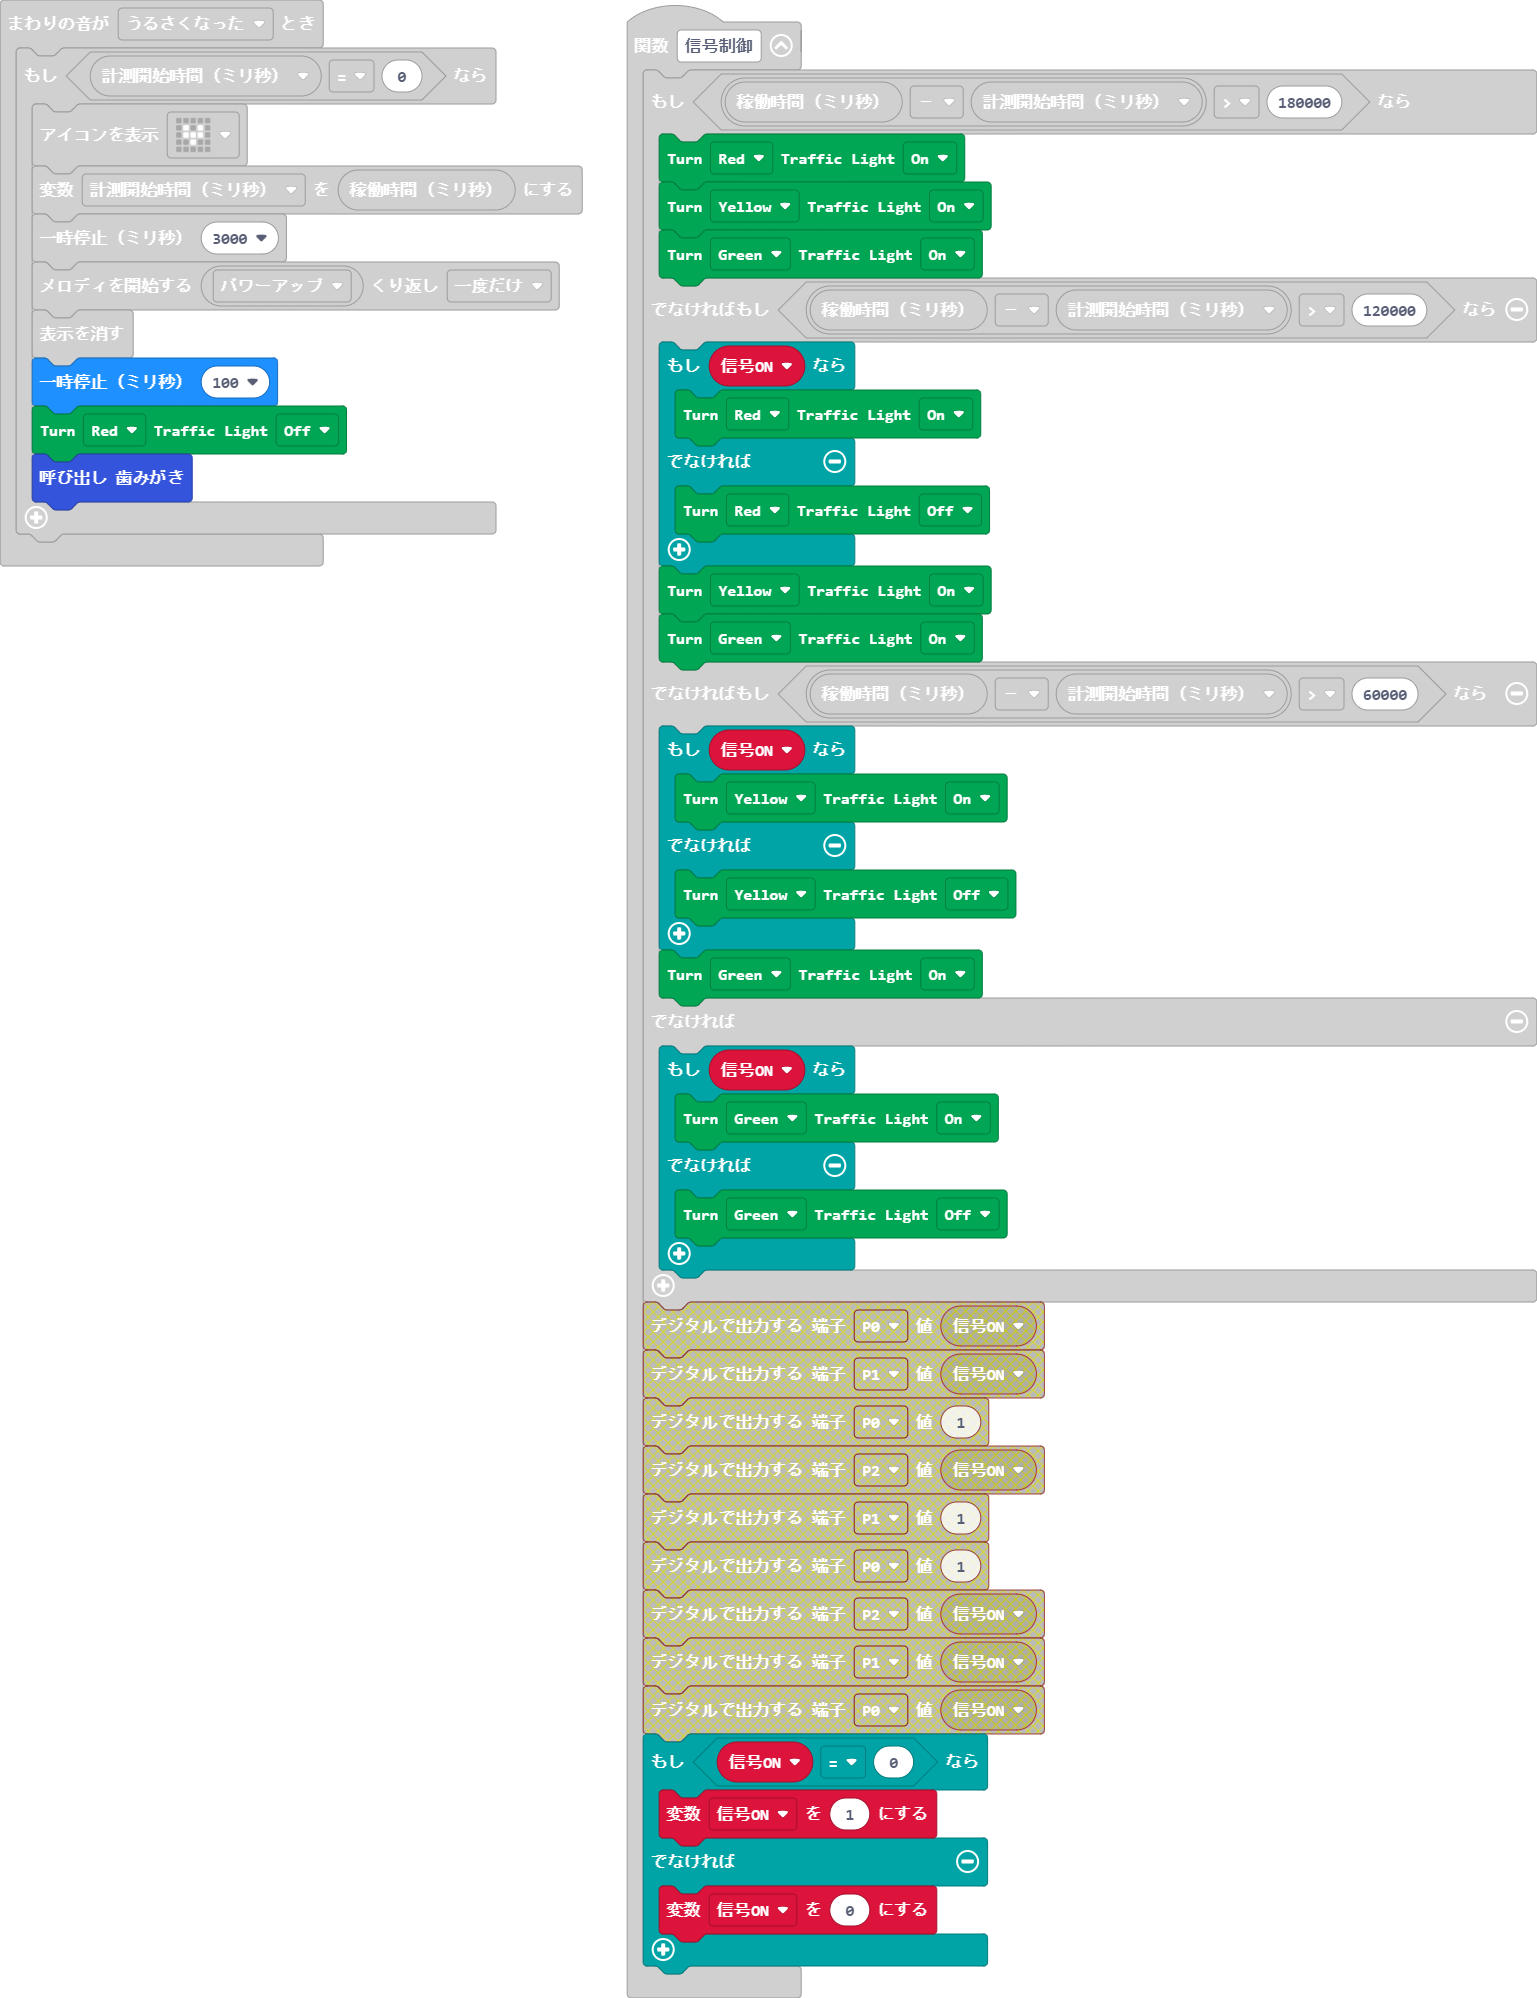 まわりの音が うるさくなった とき
もし 計測開始時間（ミリ秒） = 0 なら
アイコンを表示
変数 計測開始時間（ミリ秒） を 稼働時間（ミリ秒） にする
一時停止（ミリ秒） 3000
メロディを開始する パワーアップ くり返し 一度だけ
表示を消す
一時停止（ミリ秒） 100
Turn Red Traffic Light Off
呼び出し 歯みがき
関数 信号制御
もし 稼働時間（ミリ秒） - 計測開始時間（ミリ秒） > 180000 なら
Turn Red Traffic Light On
Turn Yellow Traffic Light On
Turn Green Traffic Light On
でなければもし 稼働時間（ミリ秒） - 計測開始時間（ミリ秒） > 120000 なら
もし 信号ON なら
Turn Red Traffic Light On
でなければ
Turn Red Traffic Light Off
Turn Yellow Traffic Light On
Turn Green Traffic Light On
でなければもし 稼働時間（ミリ秒） - 計測開始時間（ミリ秒） > 60000 なら
もし 信号ON なら
Turn Yellow Traffic Light On
でなければ
Turn Yellow Traffic Light Off
Turn Green Traffic Light On
でなければ
もし 信号ON なら
Turn Green Traffic Light On
でなければ
Turn Green Traffic Light Off
デジタルで出力する 端子 P0 値 信号ON
デジタルで出力する 端子 P1 値 信号ON
デジタルで出力する 端子 P0 値 1
デジタルで出力する 端子 P2 値 信号ON
デジタルで出力する 端子 P1 値 1
デジタルで出力する 端子 P0 値 1
デジタルで出力する 端子 P2 値 信号ON
デジタルで出力する 端子 P1 値 信号ON
デジタルで出力する 端子 P0 値 信号ON
もし 信号ON = 0 なら
変数 信号ON を 1 にする
でなければ
変数 信号ON を 0 にする